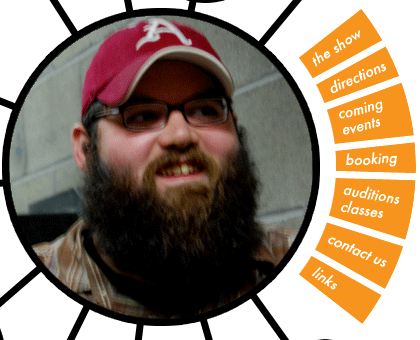 A
the show
directions
coming
events
booking
auditions
classes
contact us
links